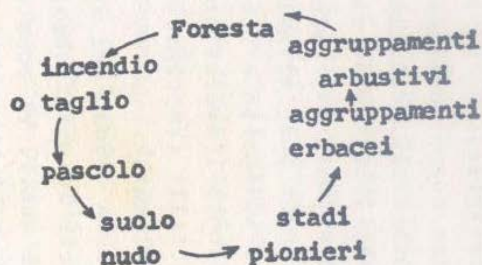 Foresta
incendio
o taglio
pascolo
suolo
nudo
stadi
pionieri
aggruppamenti
erbacei
aggruppamenti
arbustivi